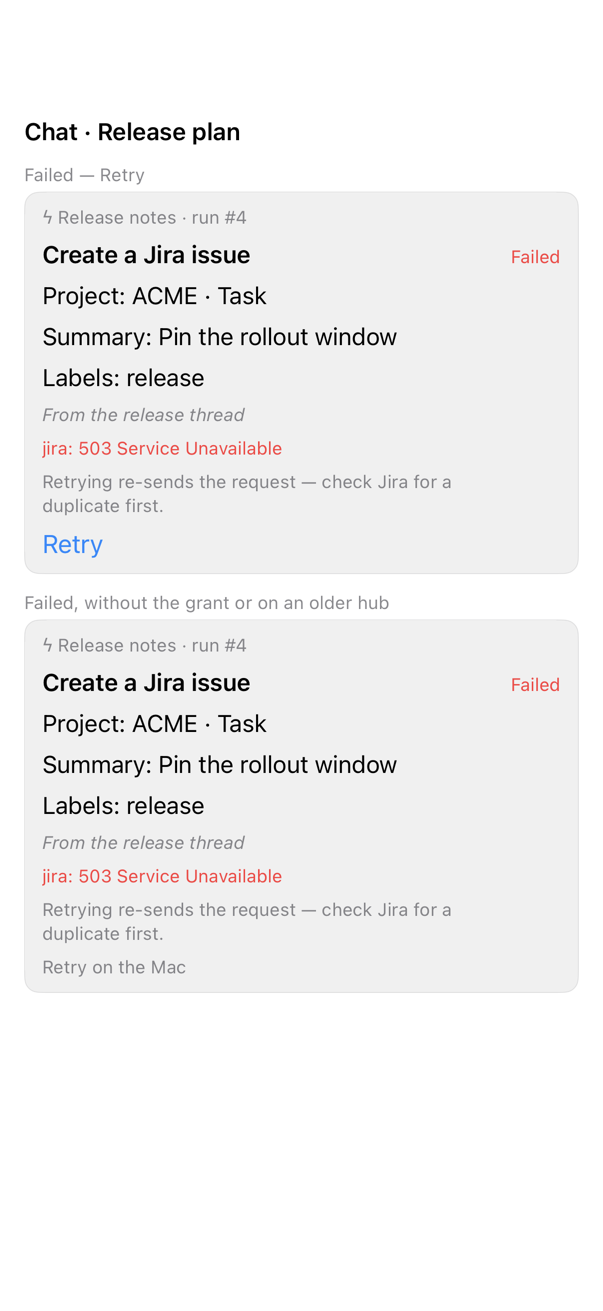 Chat · Release plan
Failed — Retry
ϟ Release notes · run #4
Create a Jira issue
Failed
Project: ACME · Task
Summary: Pin the rollout window
Labels: release
From the release thread
jira: 503 Service Unavailable
Retrying re-sends the request — check Jira for a
duplicate first.
Retry
Failed, without the grant or on an older hub
ϟ Release notes · run #4
Create a Jira issue
Failed
Project: ACME · Task
Summary: Pin the rollout window
Labels: release
From the release thread
jira: 503 Service Unavailable
Retrying re-sends the request — check Jira for a
duplicate first.
Retry on the Mac